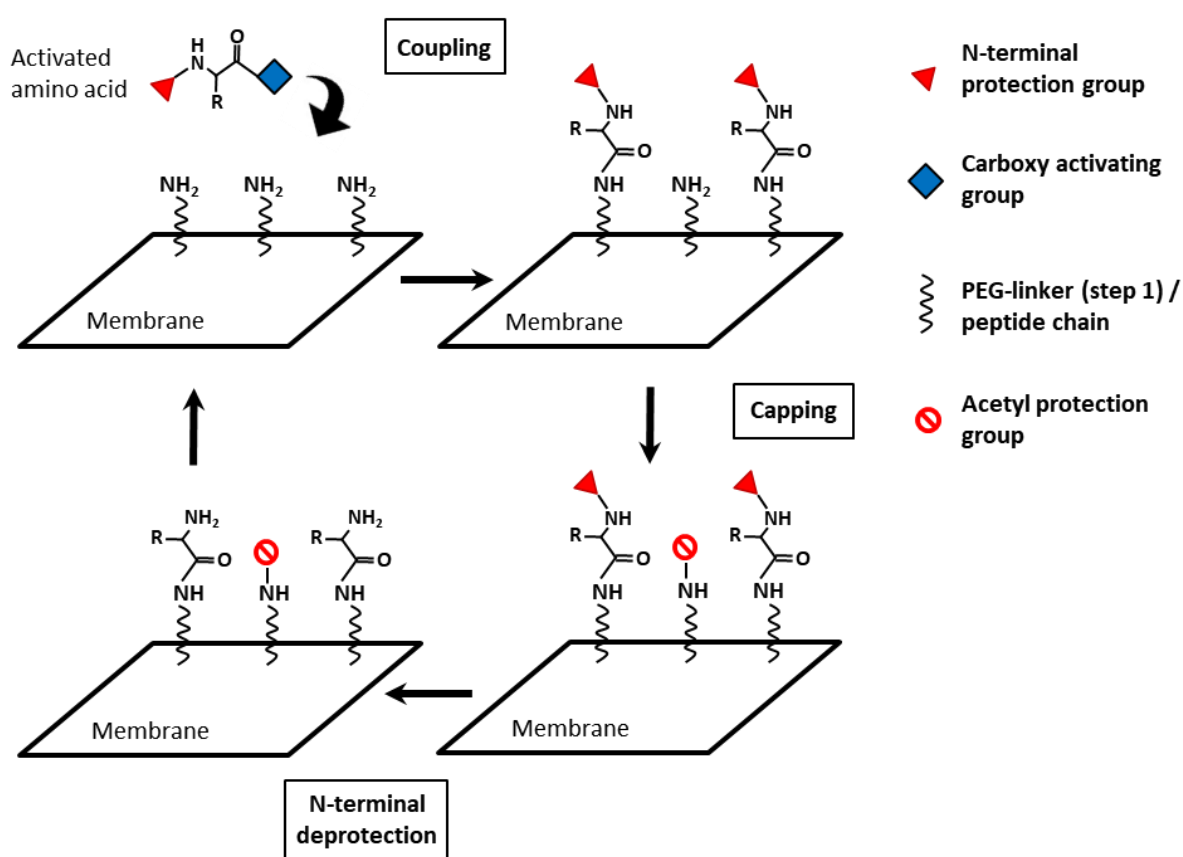 Activated
amino acid
H
N
O
R
Coupling
NH₂ NH₂ NH₂
Membrane
NH
R
O
NH
NH₂
NH
R
O
NH
Membrane
N-terminal
protection group
Carboxy activating
group
PEG-linker (step 1) /
peptide chain
Acetyl protection
group
Capping
NH
R
O
NH
NH
NH
R
O
NH
Membrane
NH₂
R
O
NH
NH
NH₂
R
O
NH
Membrane
N-terminal
deprotection